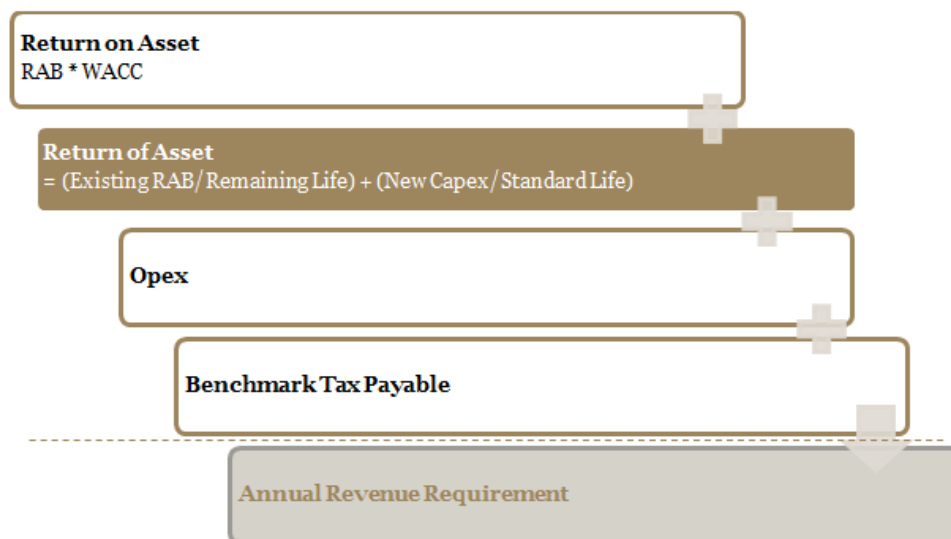 Return on Asset
RAB * WACC
Return of Asset
= (Existing RAB/Remaining Life) + (New Capex/Standard Life)
Opex
Benchmark Tax Payable
Annual Revenue Requirement